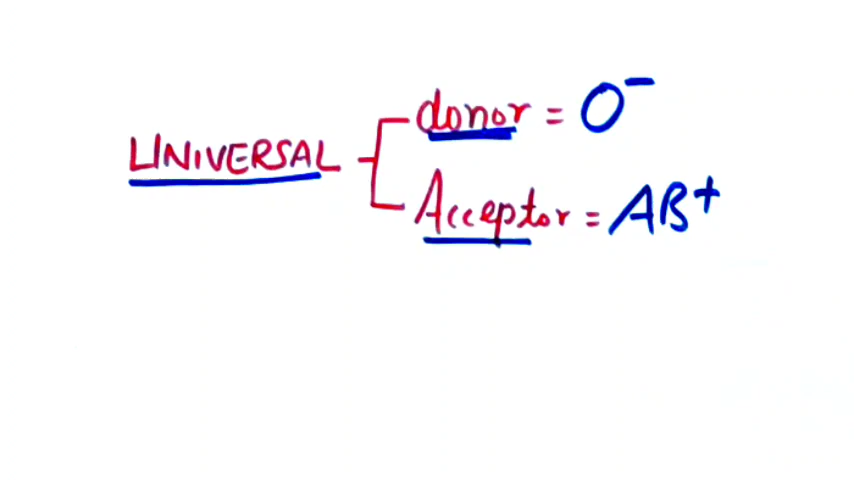 donor = O⁻
UNIVERSAL
Acceptor = AB⁺